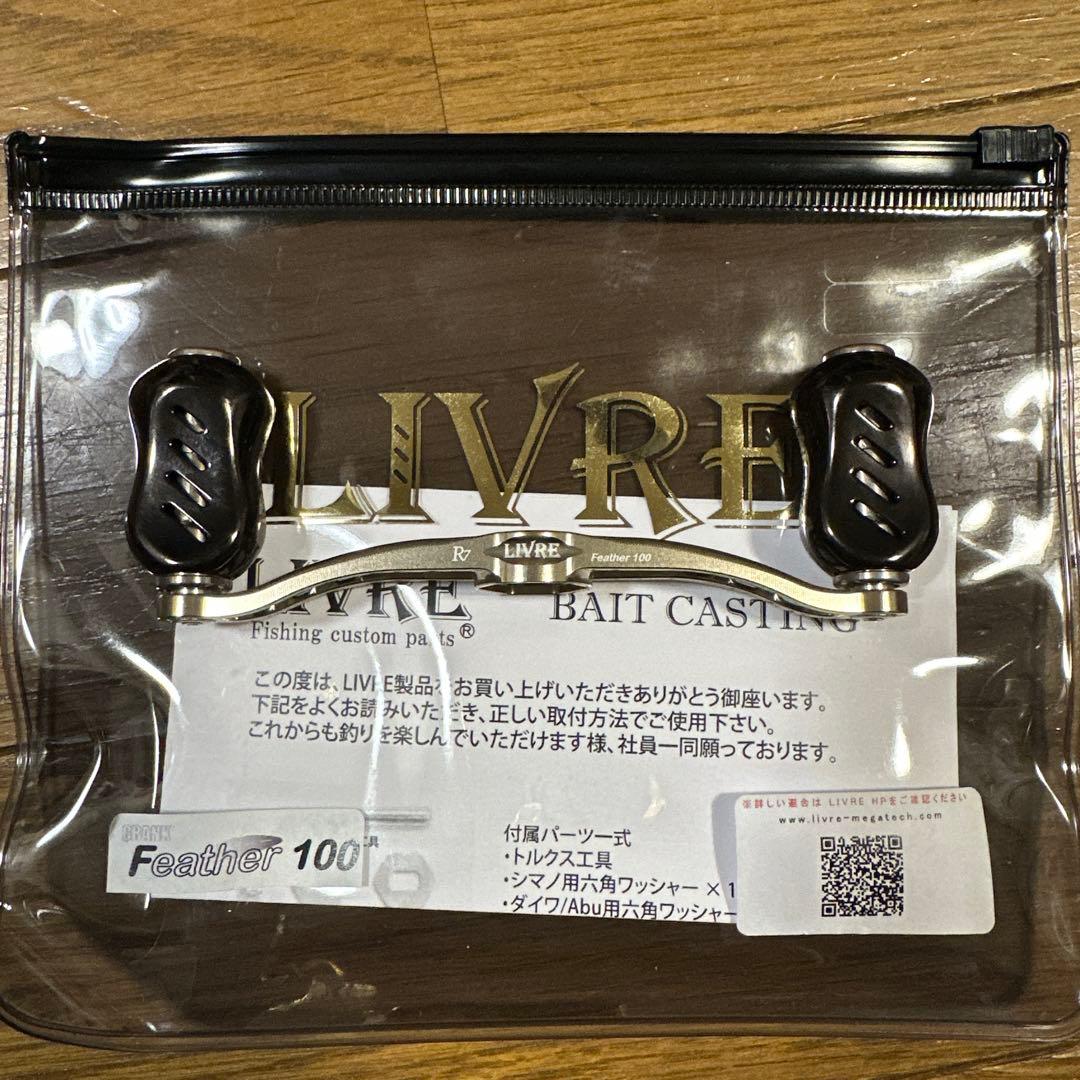 LIVRE
R7 LIVRE Feather 100
LIVRE
Fishing custom parts®
BAIT CASTING
この度は、LIVRE製品をお買い上げいただきありがとう御座います。
下記をよくお読みいただき、正しい取付方法でご使用下さい。
これからも釣りを楽しんでいただけます様、社員一同願っております。
CRANK
Feather 100
工具
付属パーツ一式
・トルクス工具
・シマノ用六角ワッシャー ×1
・ダイワ/Abu用六角ワッシャー
※詳しい適合は LIVRE HPをご確認ください
www.livre-megatech.com